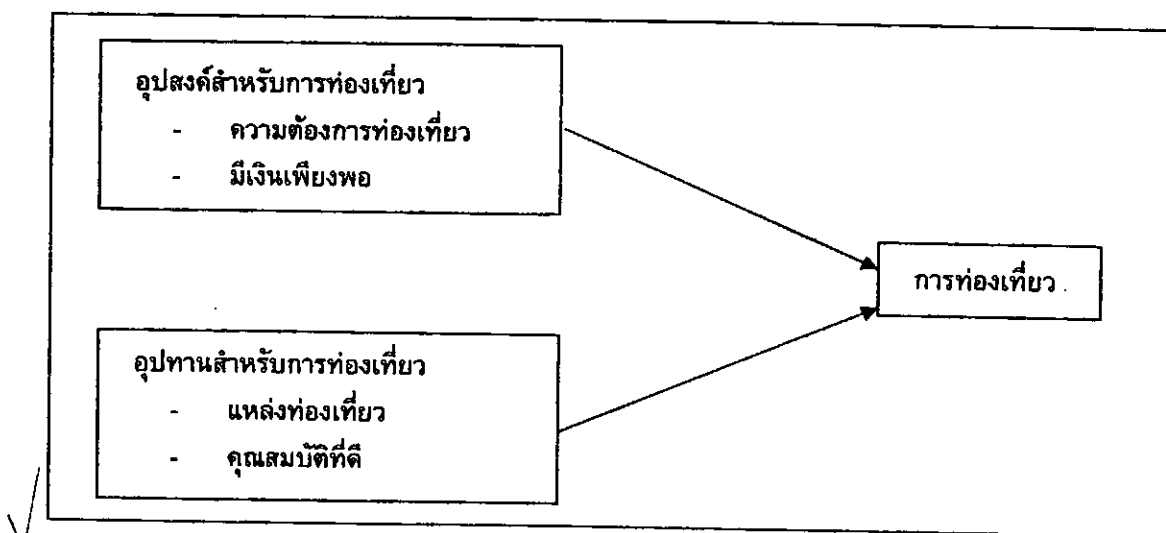 อุปสงค์สำหรับการท่องเที่ยว
- ความต้องการท่องเที่ยว
- มีเงินเพียงพอ
การท่องเที่ยว
อุปทานสำหรับการท่องเที่ยว
- แหล่งท่องเที่ยว
- คุณสมบัติที่ดี